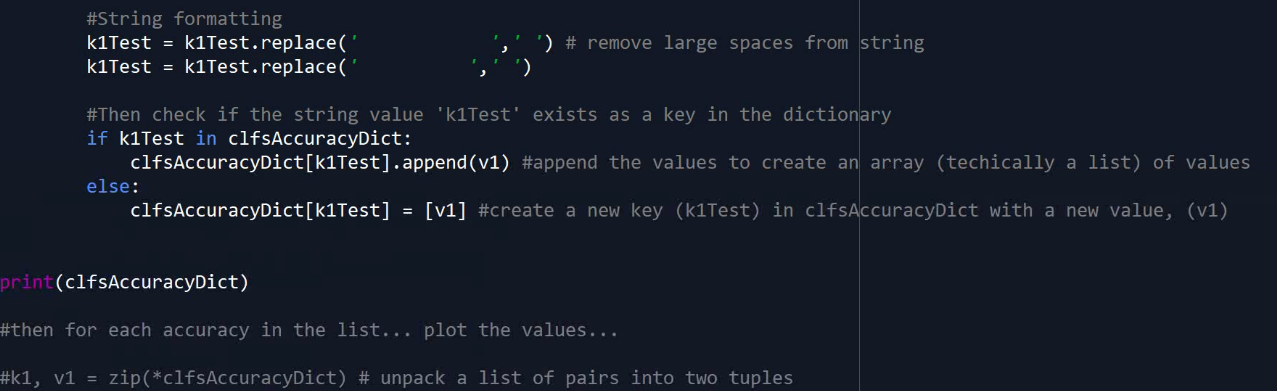 #String formatting
k1Test = k1Test.replace('            ',' ') # remove large spaces from string
k1Test = k1Test.replace('          ',' ')
#Then check if the string value 'k1Test' exists as a key in the dictionary
if k1Test in clfsAccuracyDict:
clfsAccuracyDict[k1Test].append(v1) #append the values to create an array (techically a list) of values
else:
clfsAccuracyDict[k1Test] = [v1] #create a new key (k1Test) in clfsAccuracyDict with a new value, (v1)
print(clfsAccuracyDict)
#then for each accuracy in the list... plot the values...
#k1, v1 = zip(*clfsAccuracyDict) # unpack a list of pairs into two tuples